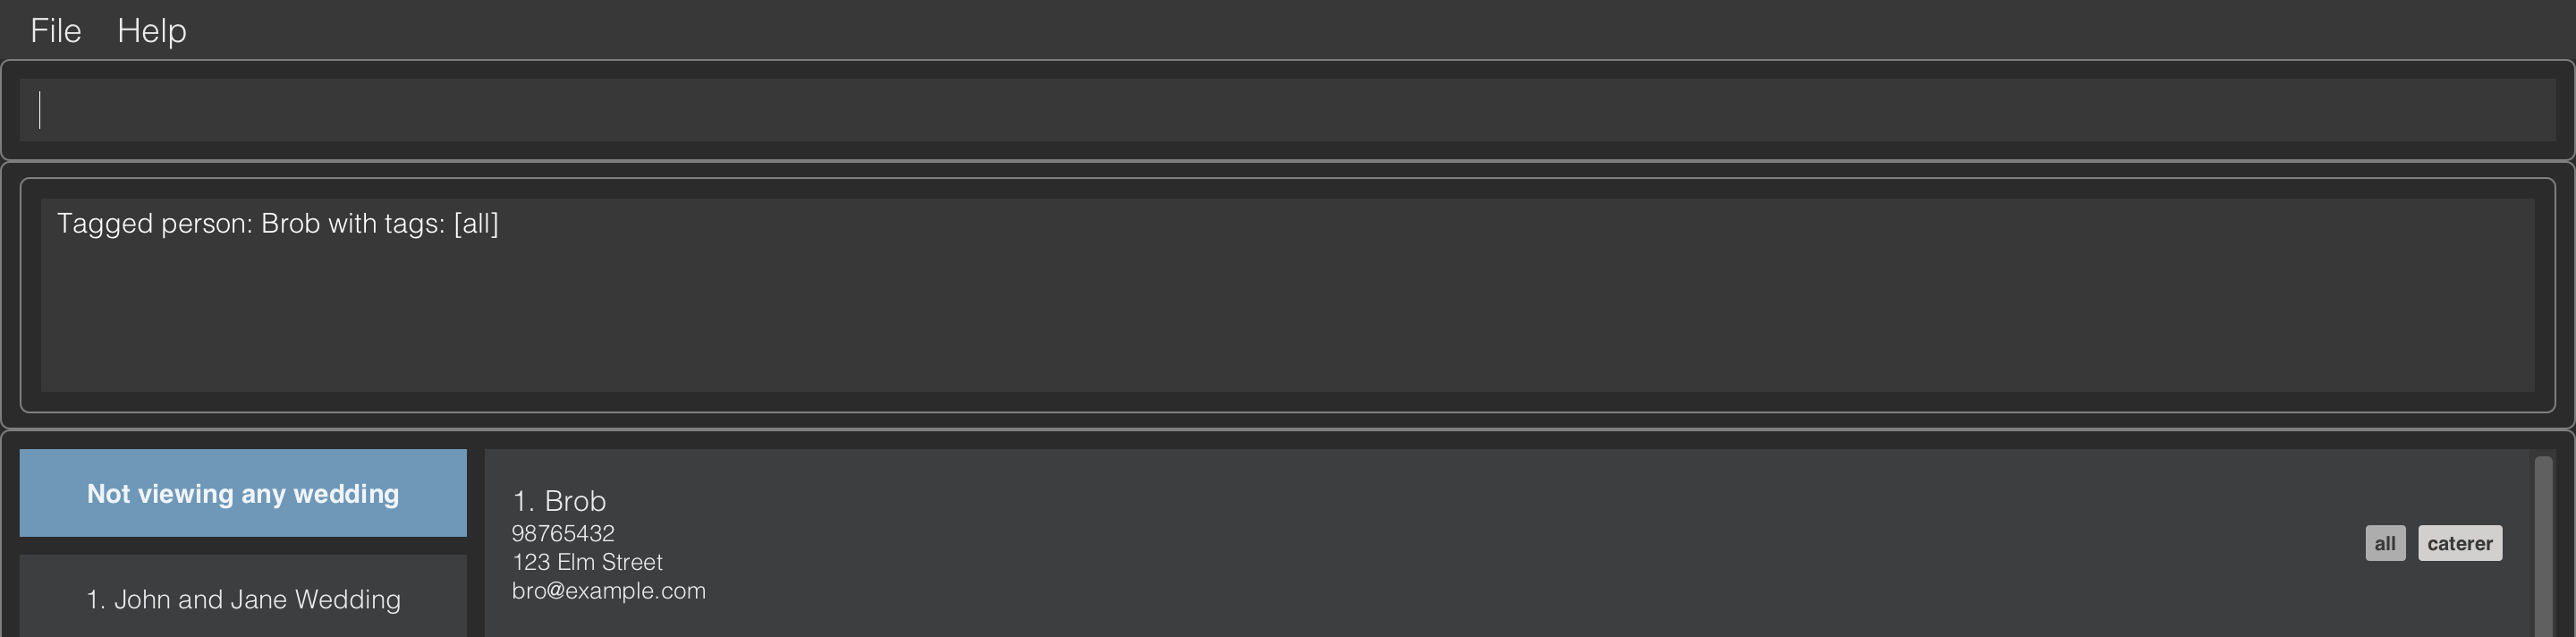 File Help
Tagged person: Brob with tags: [all]
Not viewing any wedding
1. John and Jane Wedding
1. Brob
98765432
123 Elm Street
bro@example.com
all caterer